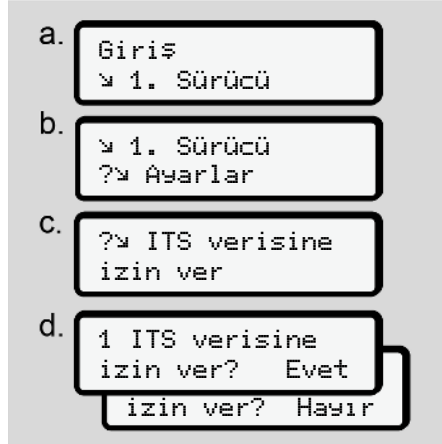 a.
Giriş
↘ 1. Sürücü
b.
↘ 1. Sürücü
?↘ Ayarlar
c.
?↘ ITS verisine
izin ver
d.
1 ITS verisine
izin ver? Evet
izin ver? Hayır